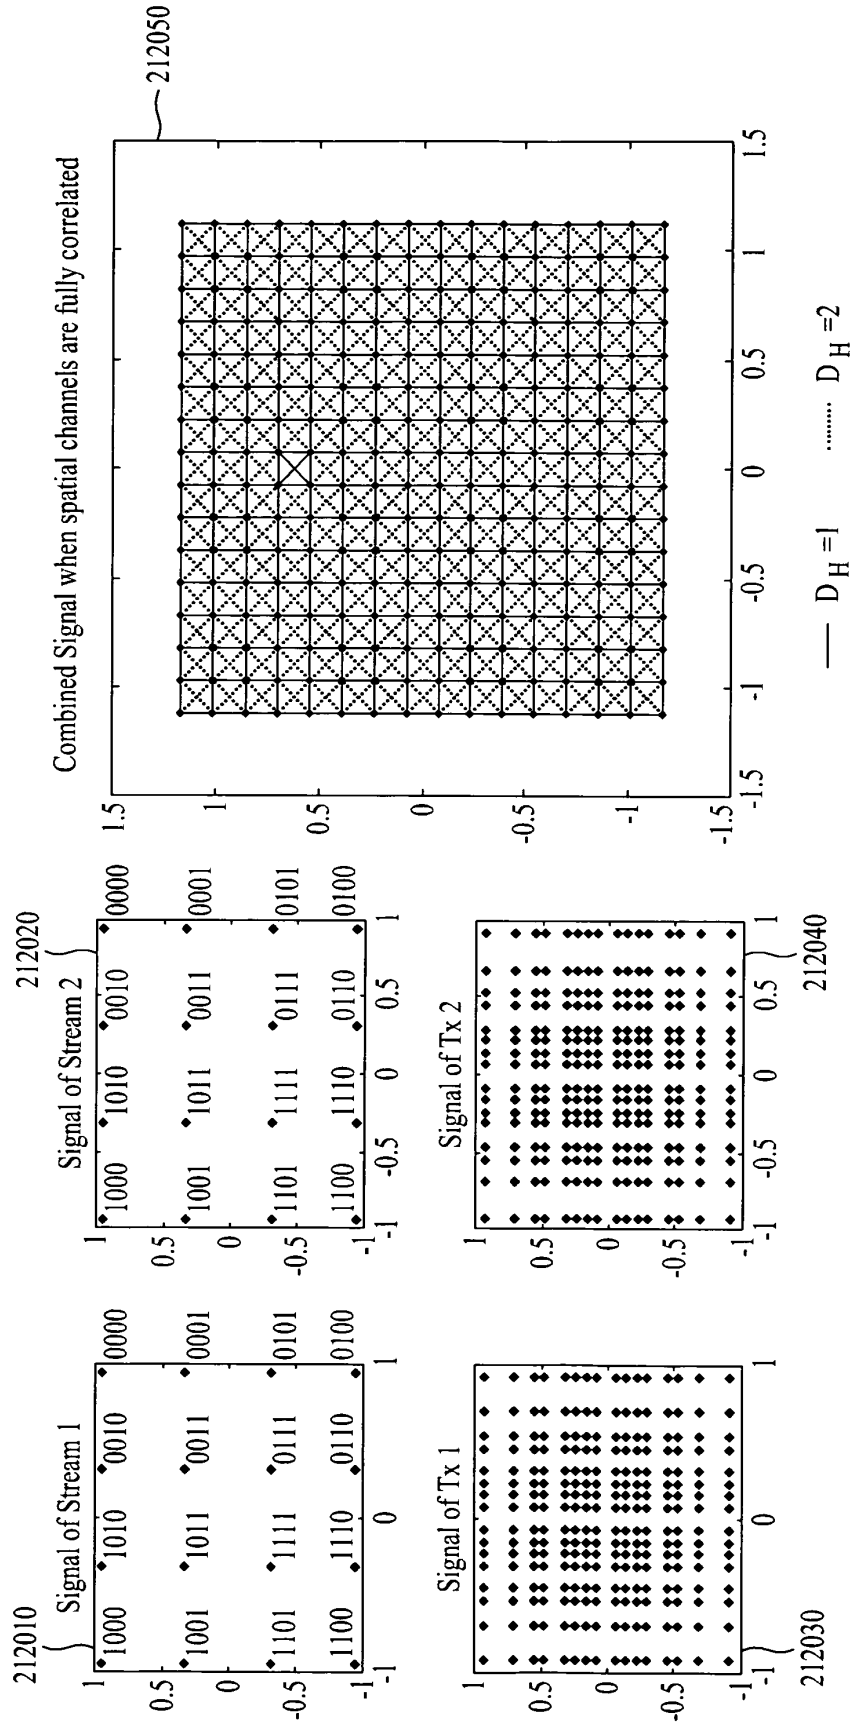 212010
Signal of Stream 1
1
0.5
0
-0.5
-1
1000 1010 0010 0000
1001 1011 0011 0001
1101 1111 0111 0101
1100 1110 0110 0100
-1 0 1
212020
Signal of Stream 2
1
0.5
0
-0.5
-1
1000 1010 0010 0000
1001 1011 0011 0001
1101 1111 0111 0101
1100 1110 0110 0100
-1 -0.5 0 0.5 1
Signal of Tx 1
1
0.5
0
-0.5
-1
-1 0 1
212030
Signal of Tx 2
1
0.5
0
-0.5
-1
-1 -0.5 0 0.5 1
212040
Combined Signal when spatial channels are fully correlated
212050
1.5
1
0.5
0
-0.5
-1
-1.5
-1.5 -1 -0.5 0 0.5 1 1.5
D_H =1 D_H =2